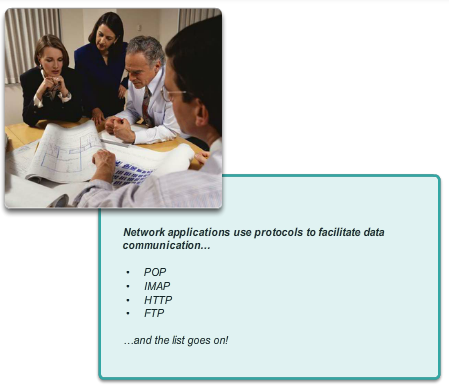 Network applications use protocols to facilitate data
communication…
• POP
• IMAP
• HTTP
• FTP
…and the list goes on!